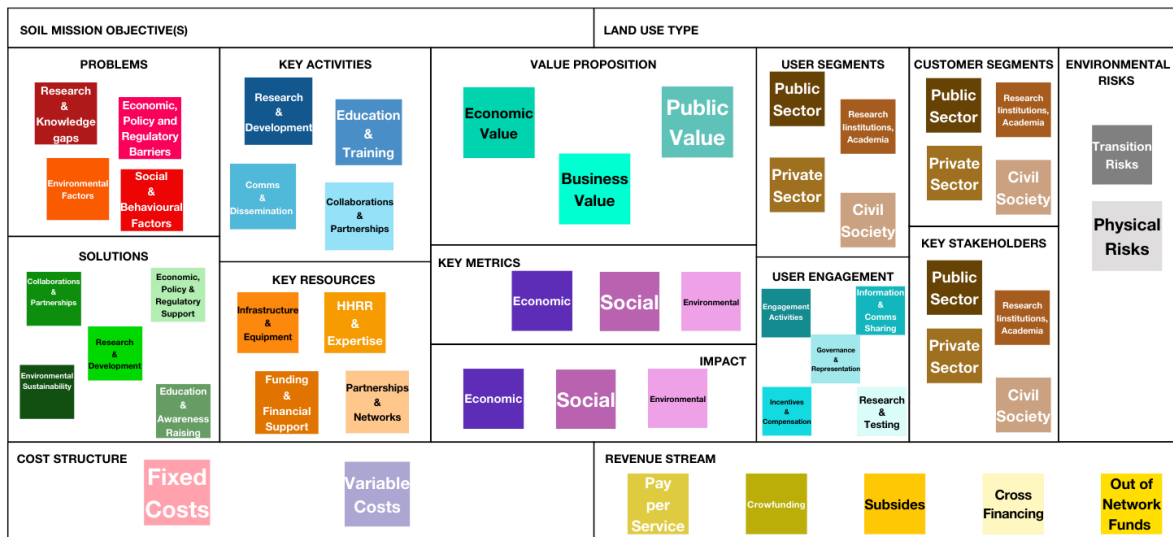 SOIL MISSION OBJECTIVE(S)
LAND USE TYPE
PROBLEMS
Research
&
Knowledge
gaps
Economic,
Policy and
Regulatory
Barriers
Environmental
Factors
Social
&
Behavioural
Factors
SOLUTIONS
Collaborations
&
Partnerships
Economic,
Policy &
Regulatory
Support
Research
&
Development
Environmental
Sustainability
Education
&
Awareness
Raising
KEY ACTIVITIES
Research
&
Development
Education
&
Training
Comms
&
Dissemination
Collaborations
&
Partnerships
KEY RESOURCES
Infrastructure
&
Equipment
HHRR
&
Expertise
Funding
&
Financial
Support
Partnerships
& Networks
VALUE PROPOSITION
Economic
Value
Public
Value
Business
Value
KEY METRICS
Economic
Social
Environmental
IMPACT
Economic
Social
Environmental
USER SEGMENTS
Public
Sector
Research
Iinstitutions,
Academia
Private
Sector
Civil
Society
USER ENGAGEMENT
Engagement
Activities
Information
&
Comms
Sharing
Governance
&
Representation
Incentives
&
Compensation
Research
&
Testing
CUSTOMER SEGMENTS
Public
Sector
Research
Iinstitutions,
Academia
Private
Sector
Civil
Society
KEY STAKEHOLDERS
Public
Sector
Research
Iinstitutions,
Academia
Private
Sector
Civil
Society
ENVIRONMENTAL
RISKS
Transition
Risks
Physical
Risks
COST STRUCTURE
Fixed
Costs
Variable
Costs
REVENUE STREAM
Pay
per
Service
Crowfunding
Subsides
Cross
Financing
Out of
Network
Funds